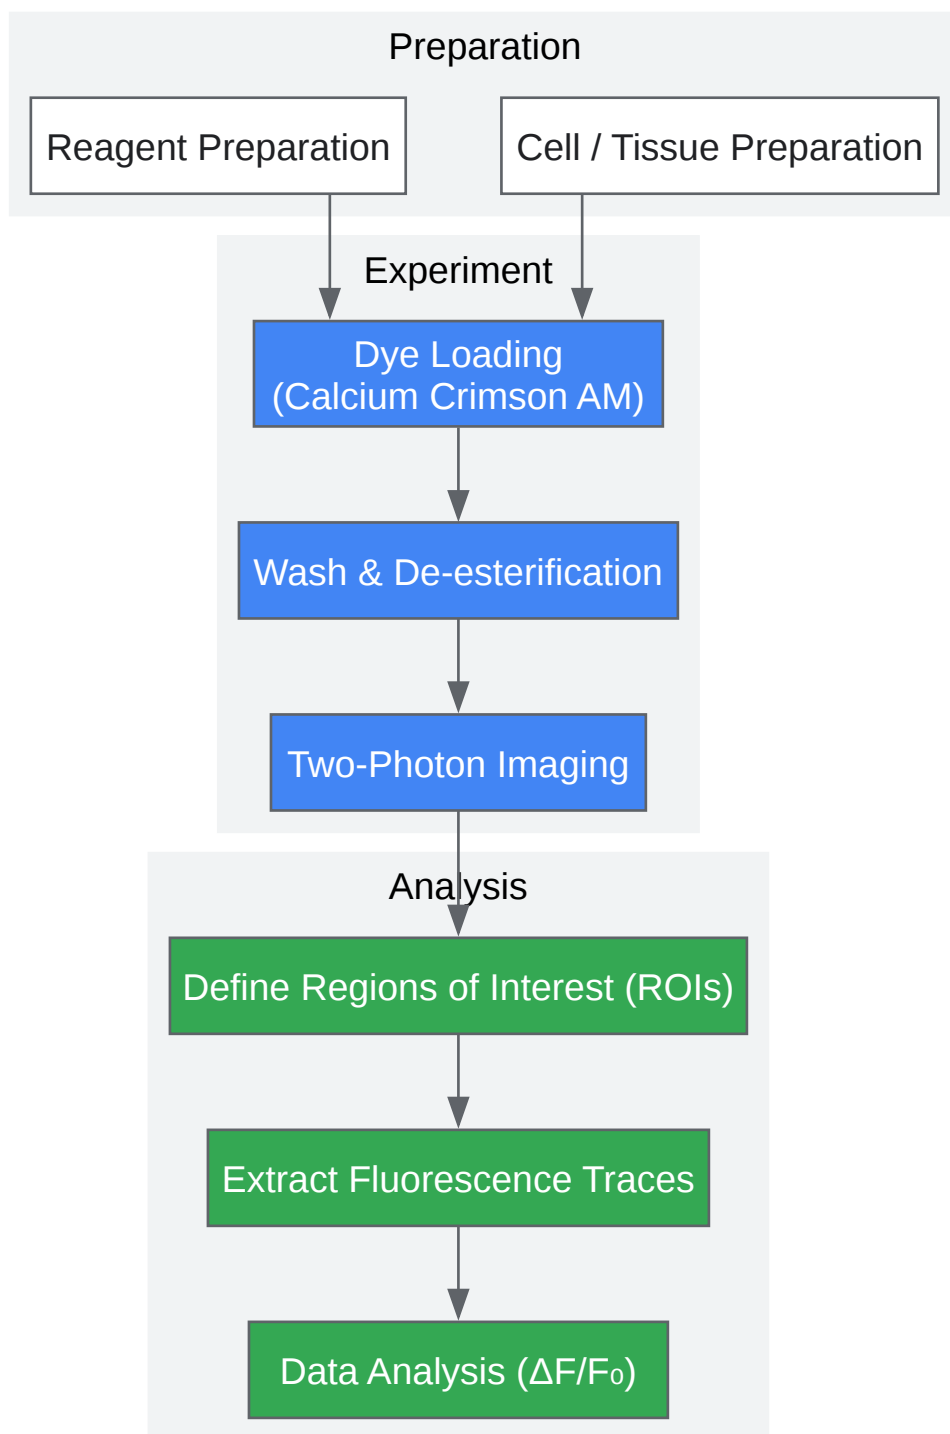 Preparation
Reagent Preparation
Cell / Tissue Preparation
Experiment
Dye Loading
(Calcium Crimson AM)
Wash & De-esterification
Two-Photon Imaging
Analysis
Define Regions of Interest (ROIs)
Extract Fluorescence Traces
Data Analysis (ΔF/F₀)